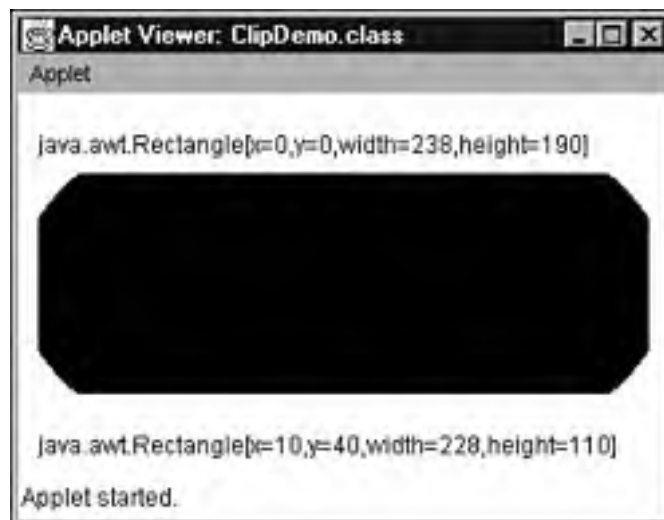 Applet Viewer: ClipDemo.class
Applet
java.awt.Rectangle[x=0,y=0,width=238,height=190]
java.awt.Rectangle[x=10,y=40,width=228,height=110]
Applet started.